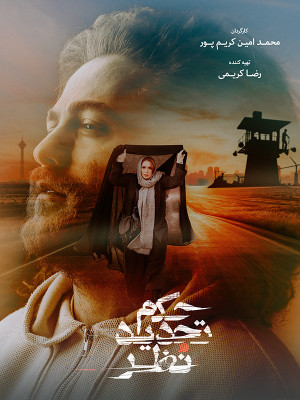 کارگردان
محمد امین کریم پور
تهیه کننده
رضا کریمی
حکم
تجدید
نظر